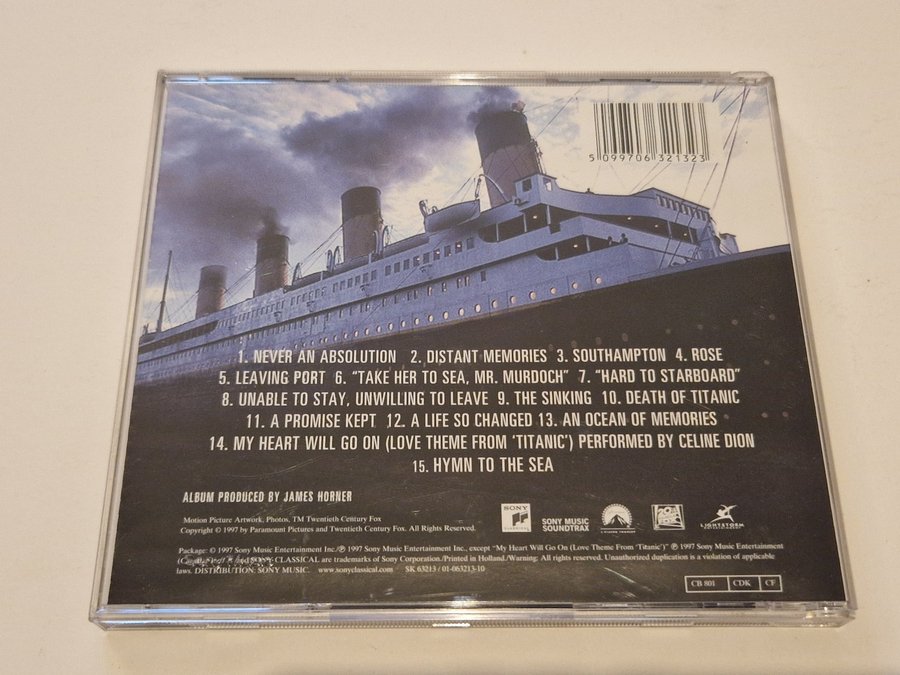 5 099706 321323
1. NEVER AN ABSOLUTION 2. DISTANT MEMORIES 3. SOUTHAMPTON 4. ROSE
5. LEAVING PORT 6. “TAKE HER TO SEA, MR. MURDOCH” 7. “HARD TO STARBOARD”
8. UNABLE TO STAY, UNWILLING TO LEAVE 9. THE SINKING 10. DEATH OF TITANIC
11. A PROMISE KEPT 12. A LIFE SO CHANGED 13. AN OCEAN OF MEMORIES
14. MY HEART WILL GO ON (LOVE THEME FROM ‘TITANIC’) PERFORMED BY CELINE DION
15. HYMN TO THE SEA
ALBUM PRODUCED BY JAMES HORNER
Motion Picture Artwork, Photos, TM Twentieth Century Fox
Copyright © 1997 by Paramount Pictures and Twentieth Century Fox. All Rights Reserved.
SONY
CLASSICAL
SONY MUSIC
SOUNDTRAX
LIGHTSTORM
Package: © 1997 Sony Music Entertainment Inc./℗ 1997 Sony Music Entertainment Inc., except “My Heart Will Go On (Love Theme From ‘Titanic’)” ℗ 1997 Sony Music Entertainment
CLASSICAL are trademarks of Sony Corporation./Printed in Holland./Warning: All Rights Reserved. Unauthorized duplication is a violation of applicable
laws. DISTRIBUTION: SONY MUSIC. www.sonyclassical.com SK 63213 / 01-063213-10
CB 801 CDK CF